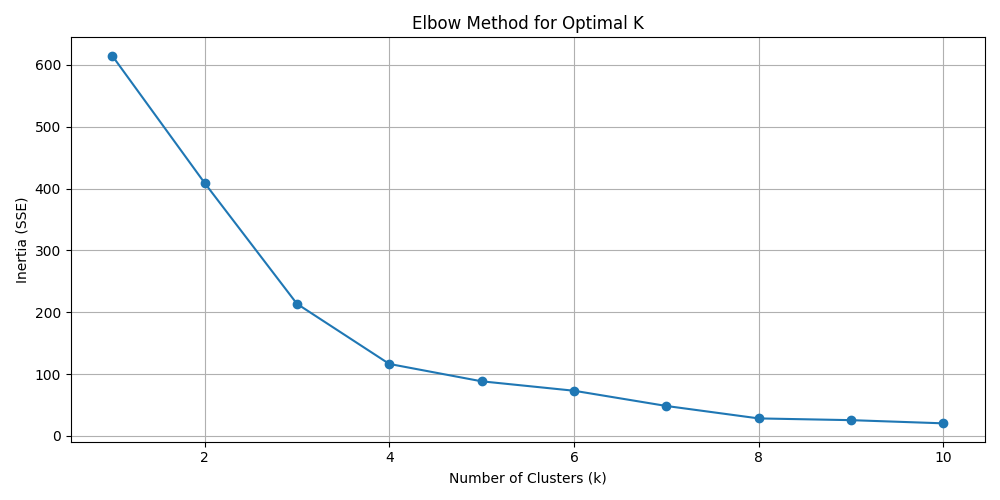 Elbow Method for Optimal K
600
500
400
300
200
100
0
Inertia (SSE)
2 4 6 8 10
Number of Clusters (k)